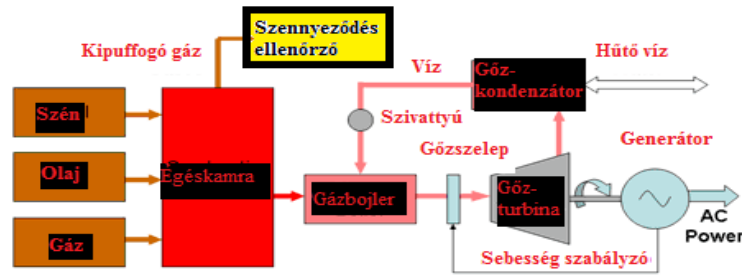 Szennyeződés
ellenőrző
Kipuffogó gáz
Víz
Gőz-
kondenzátor
Hűtő víz
Szén
Szivattyú
Gőzszelep
Generátor
Olaj
Égéskamra
Gázbojler
Gőz-
turbina
AC
Power
Gáz
Sebesség szabályzó